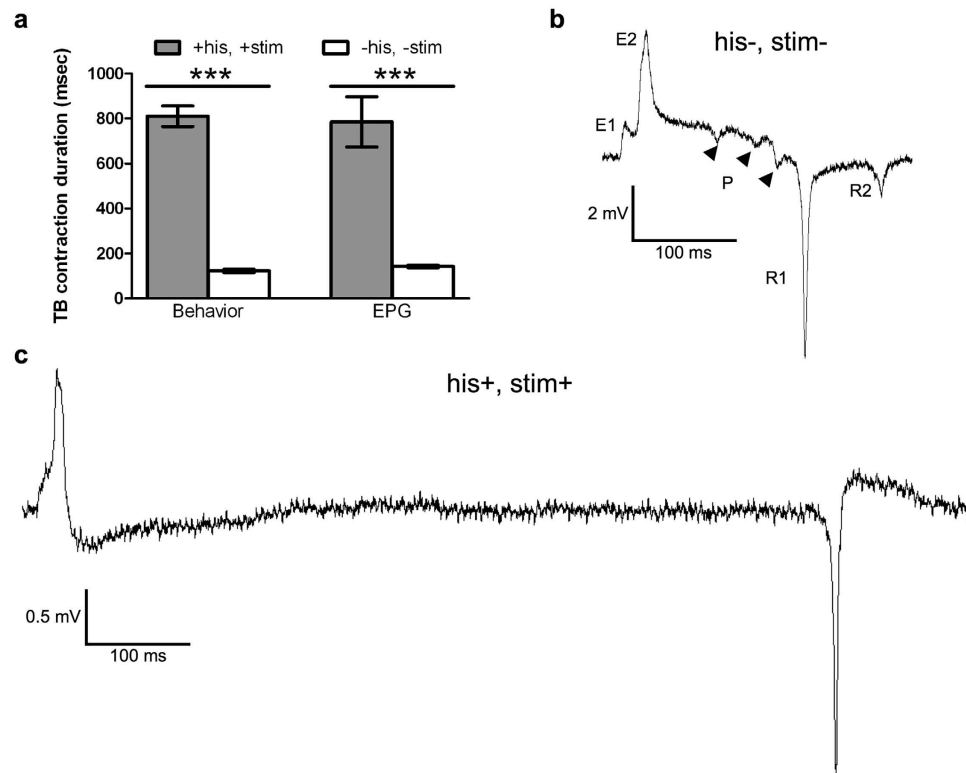 a
+his, +stim
-his, -stim
TB contraction duration (msec)
1000
800
600
400
200
0
***
***
Behavior
EPG
b
his-, stim-
E2
E1
P
R2
R1
2 mV
100 ms
c
his+, stim+
0.5 mV
100 ms